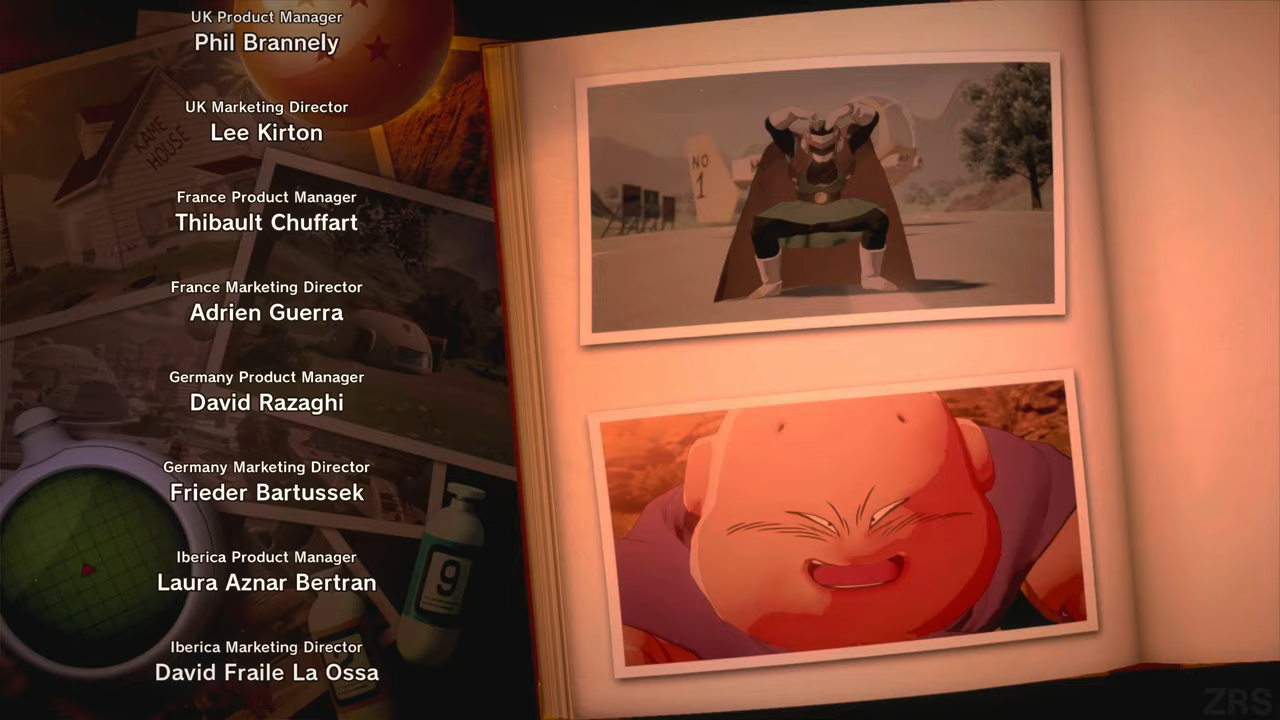 UK Product Manager
Phil Brannely
UK Marketing Director
Lee Kirton
France Product Manager
Thibault Chuffart
France Marketing Director
Adrien Guerra
Germany Product Manager
David Razaghi
Germany Marketing Director
Frieder Bartussek
Iberica Product Manager
Laura Aznar Bertran
Iberica Marketing Director
David Fraile La Ossa
KAME
HOUSE
NO
1
9
ZRS